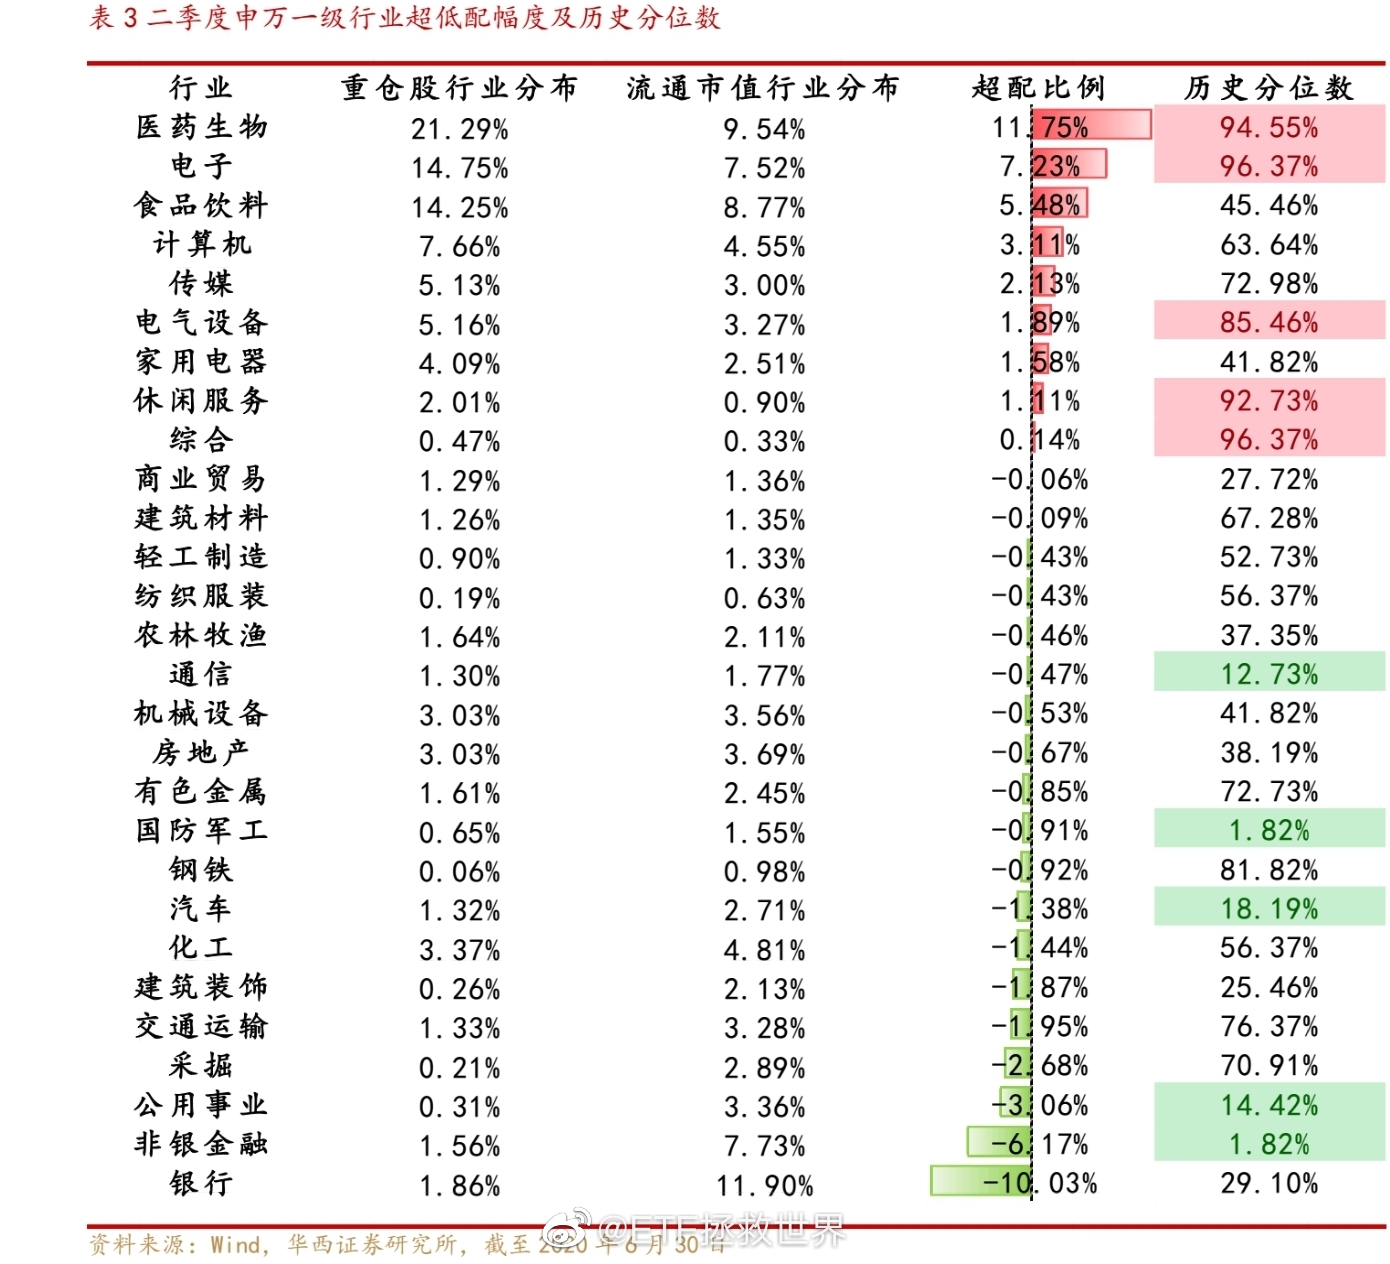 表 3 二季度申万一级行业超低配幅度及历史分位数
行业 重仓股行业分布 流通市值行业分布 超配比例 历史分位数
医药生物 21.29% 9.54% 11.75% 94.55%
电子 14.75% 7.52% 7.23% 96.37%
食品饮料 14.25% 8.77% 5.48% 45.46%
计算机 7.66% 4.55% 3.11% 63.64%
传媒 5.13% 3.00% 2.13% 72.98%
电气设备 5.16% 3.27% 1.89% 85.46%
家用电器 4.09% 2.51% 1.58% 41.82%
休闲服务 2.01% 0.90% 1.11% 92.73%
综合 0.47% 0.33% 0.14% 96.37%
商业贸易 1.29% 1.36% -0.06% 27.72%
建筑材料 1.26% 1.35% -0.09% 67.28%
轻工制造 0.90% 1.33% -0.43% 52.73%
纺织服装 0.19% 0.63% -0.43% 56.37%
农林牧渔 1.64% 2.11% -0.46% 37.35%
通信 1.30% 1.77% -0.47% 12.73%
机械设备 3.03% 3.56% -0.53% 41.82%
房地产 3.03% 3.69% -0.67% 38.19%
有色金属 1.61% 2.45% -0.85% 72.73%
国防军工 0.65% 1.55% -0.91% 1.82%
钢铁 0.06% 0.98% -0.92% 81.82%
汽车 1.32% 2.71% -1.38% 18.19%
化工 3.37% 4.81% -1.44% 56.37%
建筑装饰 0.26% 2.13% -1.87% 25.46%
交通运输 1.33% 3.28% -1.95% 76.37%
采掘 0.21% 2.89% -2.68% 70.91%
公用事业 0.31% 3.36% -3.06% 14.42%
非银金融 1.56% 7.73% -6.17% 1.82%
银行 1.86% 11.90% -10.03% 29.10%
@ETF拯救世界
资料来源：Wind，华西证券研究所，截至 2020 年 6 月 30 日